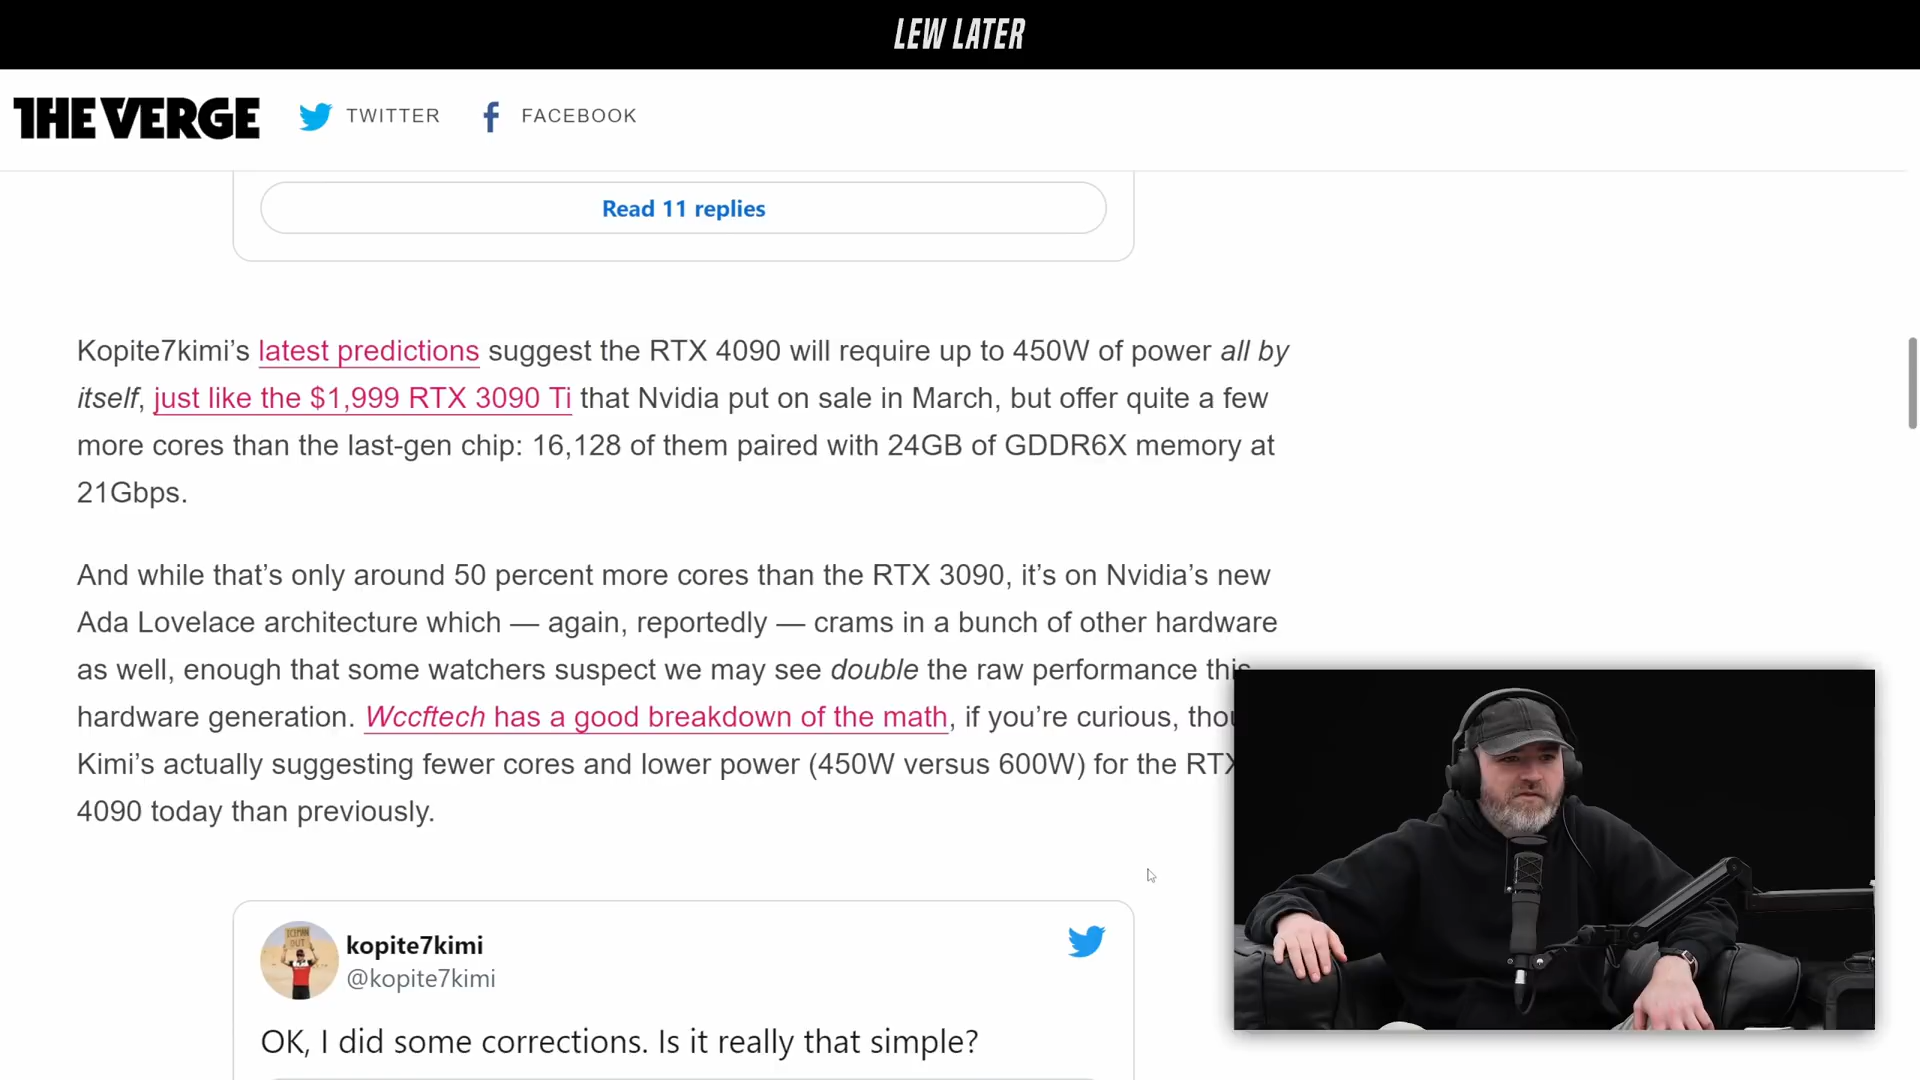 LEW LATER
THE VERGE TWITTER FACEBOOK
Read 11 replies
Kopite7kimi’s latest predictions suggest the RTX 4090 will require up to 450W of power all by
itself, just like the $1,999 RTX 3090 Ti that Nvidia put on sale in March, but offer quite a few
more cores than the last-gen chip: 16,128 of them paired with 24GB of GDDR6X memory at
21Gbps.
And while that’s only around 50 percent more cores than the RTX 3090, it’s on Nvidia’s new
Ada Lovelace architecture which — again, reportedly — crams in a bunch of other hardware
as well, enough that some watchers suspect we may see double the raw performance this
hardware generation. Wccftech has a good breakdown of the math, if you’re curious, thou
Kimi’s actually suggesting fewer cores and lower power (450W versus 600W) for the RTX
4090 today than previously.
kopite7kimi
@kopite7kimi
OK, I did some corrections. Is it really that simple?